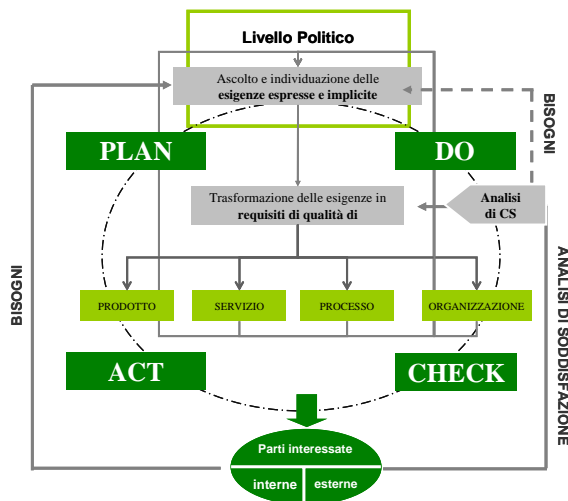 Livello Politico
Ascolto e individuazione delle
esigenze espresse e implicite
PLAN
DO
BISOGNI
Trasformazione delle esigenze in
requisiti di qualità di
Analisi
di CS
BISOGNI
ANALISI DI SODDISFAZIONE
PRODOTTO
SERVIZIO
PROCESSO
ORGANIZZAZIONE
ACT
CHECK
Parti interessate
interne
esterne